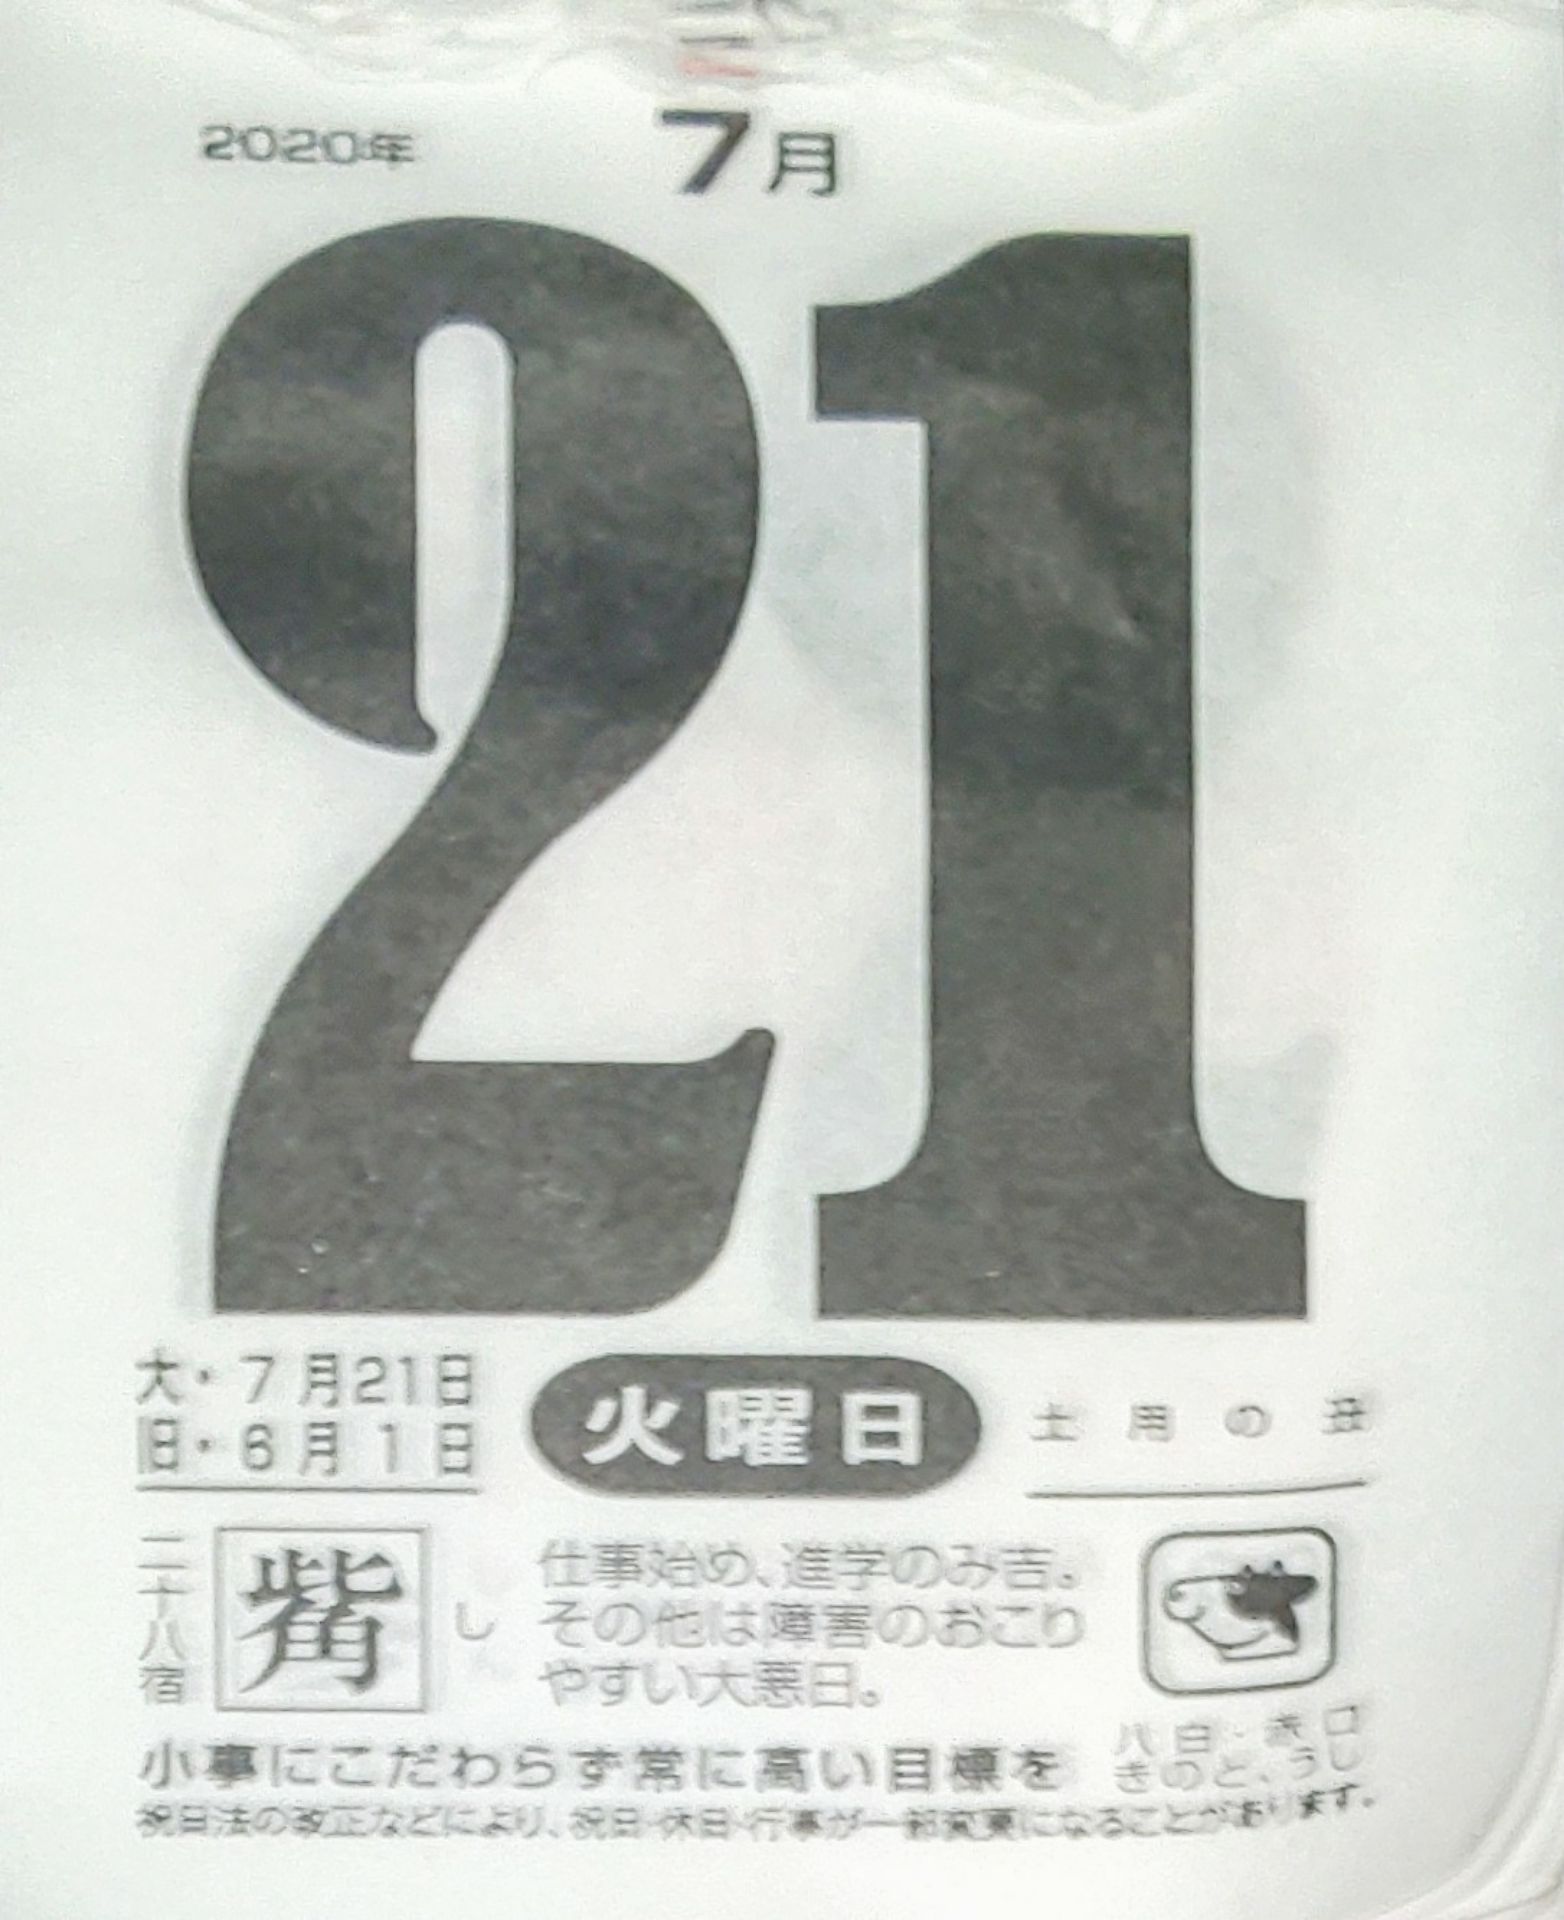 2020年 7月
21
大・7月21日
旧・6月1日
火曜日
土用の丑
二十八宿
觜
し
仕事始め、進学のみ吉。
その他は障害のおこり
やすい大悪日。
八白・赤口
きのと、うし
小事にこだわらず常に高い目標を
祝日法の改正などにより、祝日・休日・行事が一部変更になることがあります。